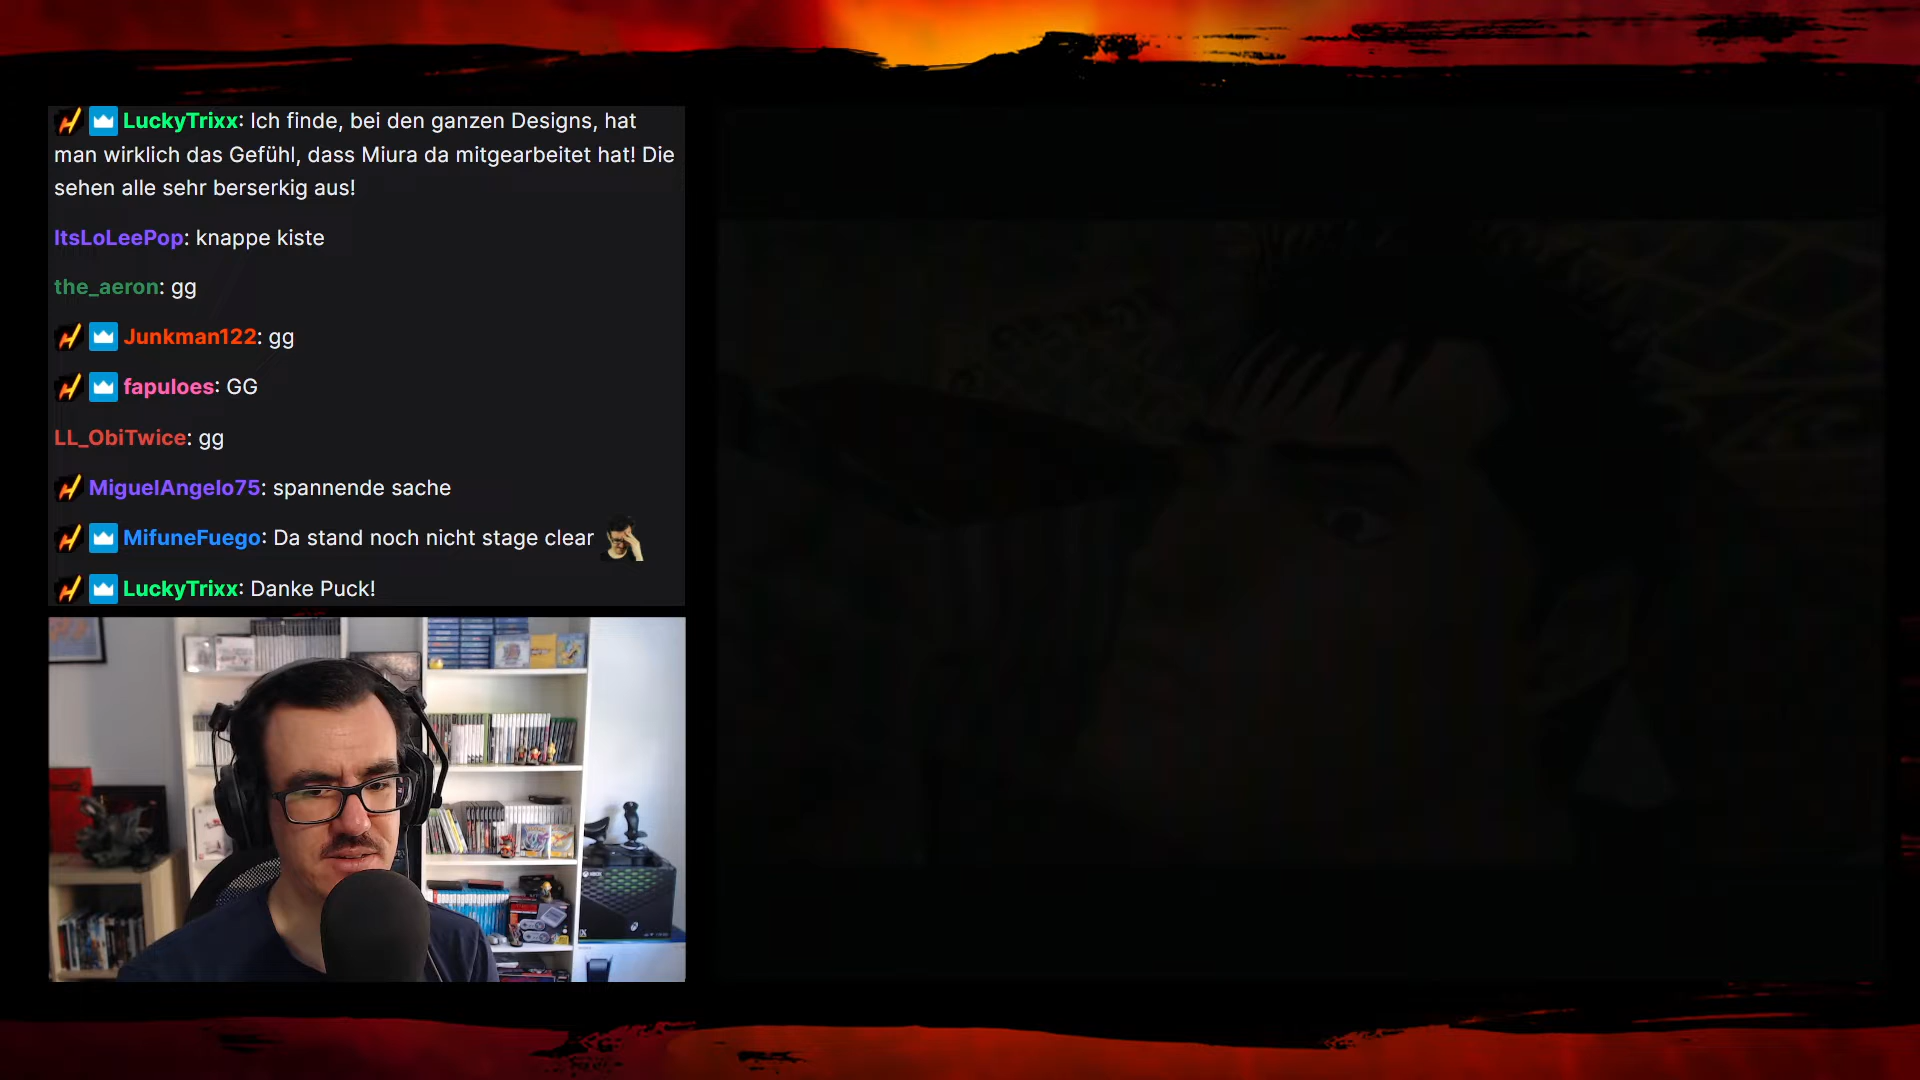 LuckyTrixx: Ich finde, bei den ganzen Designs, hat
man wirklich das Gefühl, dass Miura da mitgearbeitet hat! Die
sehen alle sehr berserkig aus!
ItsLoLeePop: knappe kiste
the_aeron: gg
Junkman122: gg
fapuloes: GG
LL_ObiTwice: gg
MiguelAngelo75: spannende sache
MifuneFuego: Da stand noch nicht stage clear
LuckyTrixx: Danke Puck!